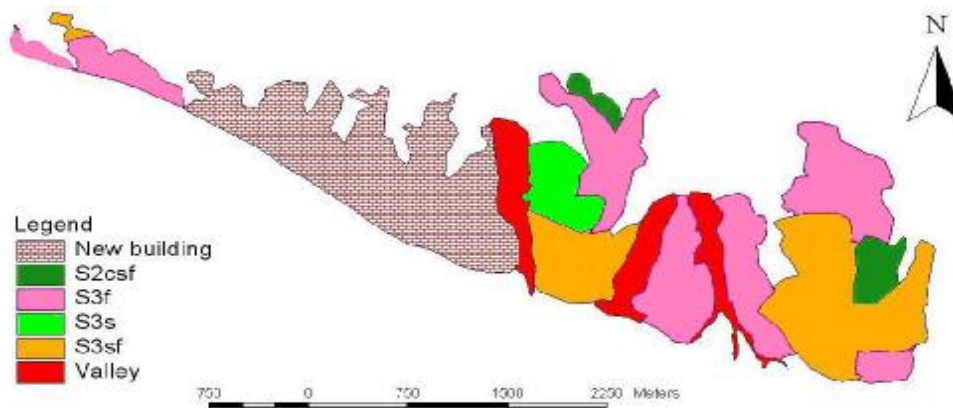 N
Legend
New building
S2csf
S3f
S3s
S3sf
Valley
750 0 750 1500 2250 Meters